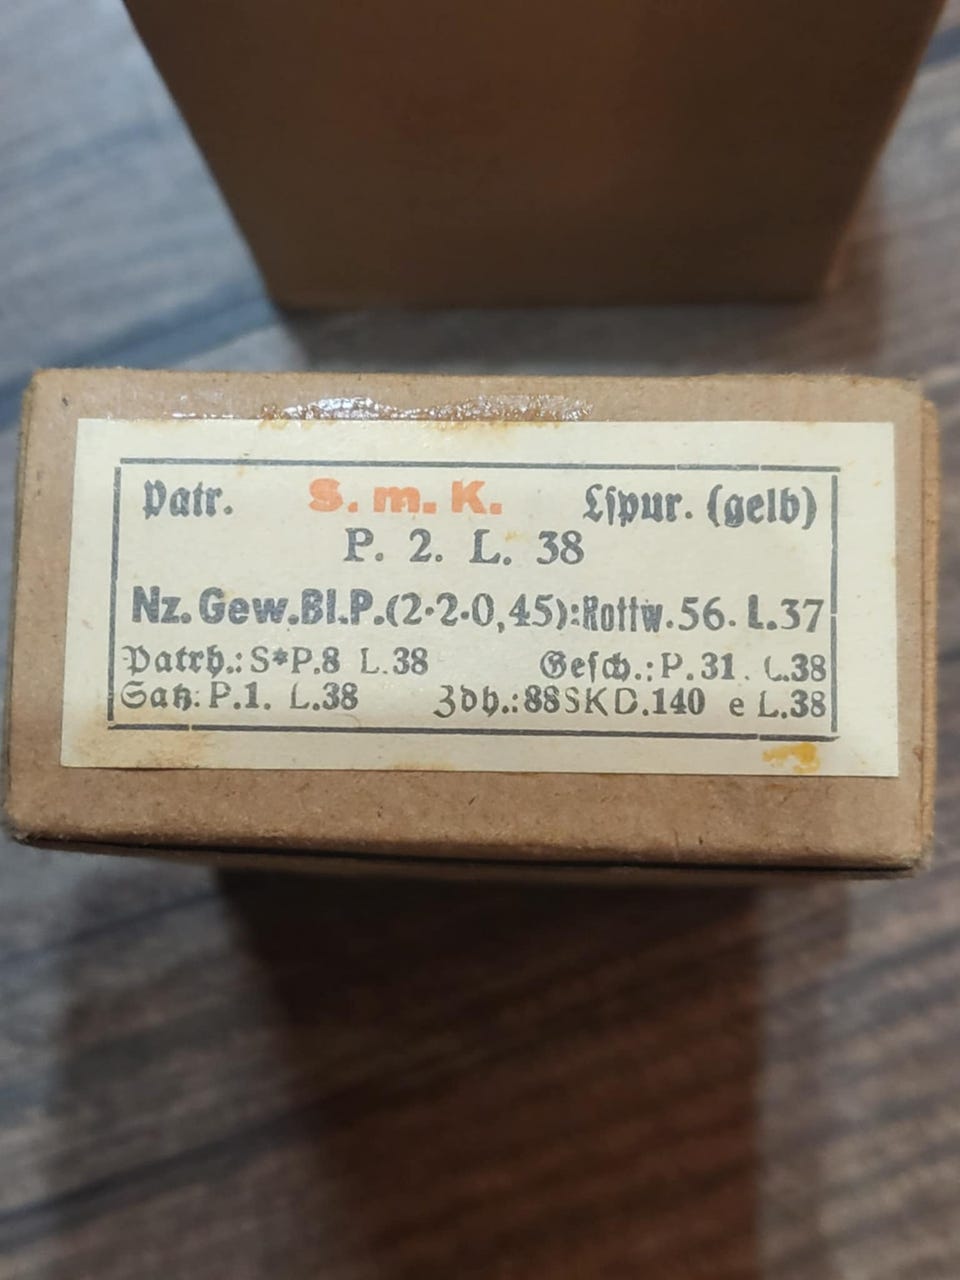 Patr. S. m. K. Lſpur. (gelb)
P. 2. L. 38
Nz. Gew. Bl. P. (2·2·0,45): Rottw. 56. L. 37
Patrh.: S*P. 8 L. 38 Geſch.: P. 31. L. 38
Satz: P. 1. L. 38 Zdh.: 88 SKD. 140 e L. 38